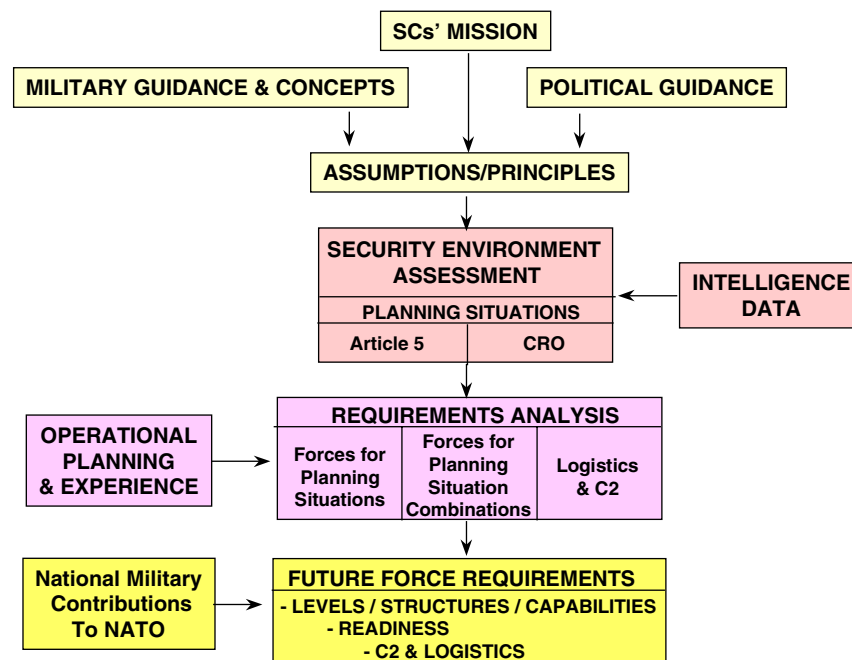 SCs' MISSION
MILITARY GUIDANCE & CONCEPTS
POLITICAL GUIDANCE
ASSUMPTIONS/PRINCIPLES
SECURITY ENVIRONMENT
ASSESSMENT
PLANNING SITUATIONS
Article 5
CRO
INTELLIGENCE
DATA
OPERATIONAL
PLANNING
& EXPERIENCE
REQUIREMENTS ANALYSIS
Forces for
Planning
Situations
Forces for
Planning
Situation
Combinations
Logistics
& C2
National Military
Contributions
To NATO
FUTURE FORCE REQUIREMENTS
- LEVELS / STRUCTURES / CAPABILITIES
- READINESS
- C2 & LOGISTICS